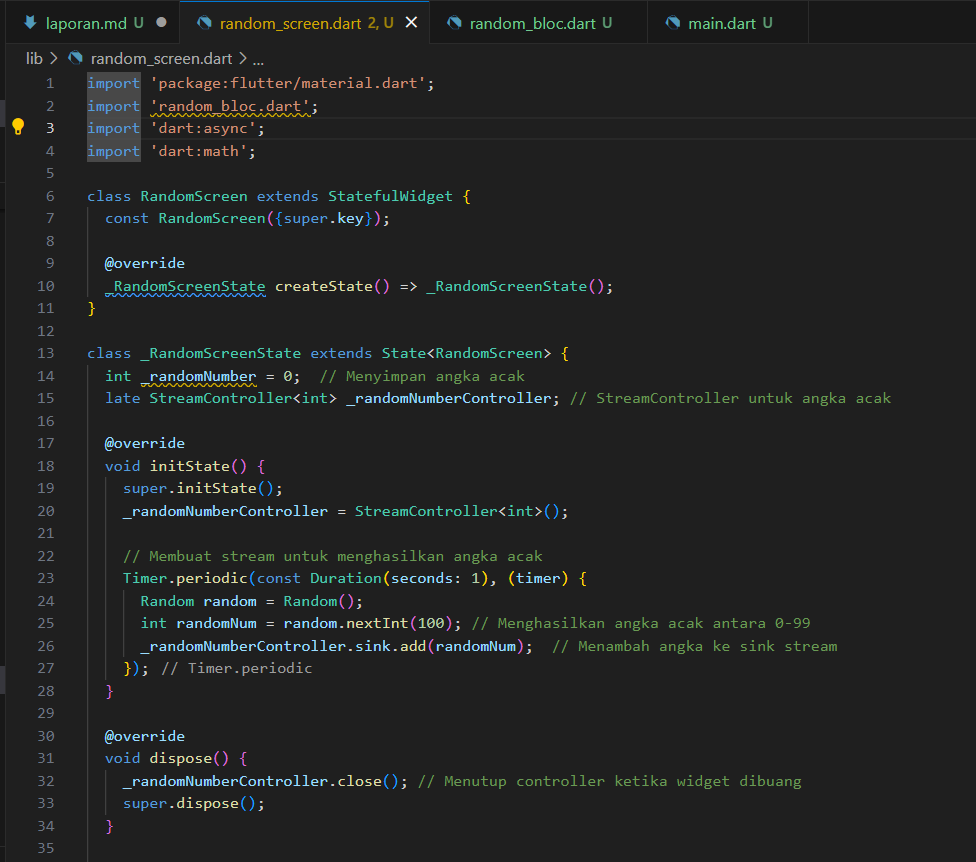 laporan.md U
random_screen.dart 2, U
random_bloc.dart U
main.dart U
lib > random_screen.dart > ...
1 import 'package:flutter/material.dart';
2 import 'random_bloc.dart';
3 import 'dart:async';
4 import 'dart:math';
5
6 class RandomScreen extends StatefulWidget {
7   const RandomScreen({super.key});
8
9   @override
10   _RandomScreenState createState() => _RandomScreenState();
11 }
12
13 class _RandomScreenState extends State<RandomScreen> {
14   int _randomNumber = 0;  // Menyimpan angka acak
15   late StreamController<int> _randomNumberController; // StreamController untuk angka acak
16
17   @override
18   void initState() {
19     super.initState();
20     _randomNumberController = StreamController<int>();
21
22     // Membuat stream untuk menghasilkan angka acak
23     Timer.periodic(const Duration(seconds: 1), (timer) {
24       Random random = Random();
25       int randomNum = random.nextInt(100); // Menghasilkan angka acak antara 0-99
26       _randomNumberController.sink.add(randomNum);  // Menambah angka ke sink stream
27     }); // Timer.periodic
28   }
29
30   @override
31   void dispose() {
32     _randomNumberController.close(); // Menutup controller ketika widget dibuang
33     super.dispose();
34   }
35